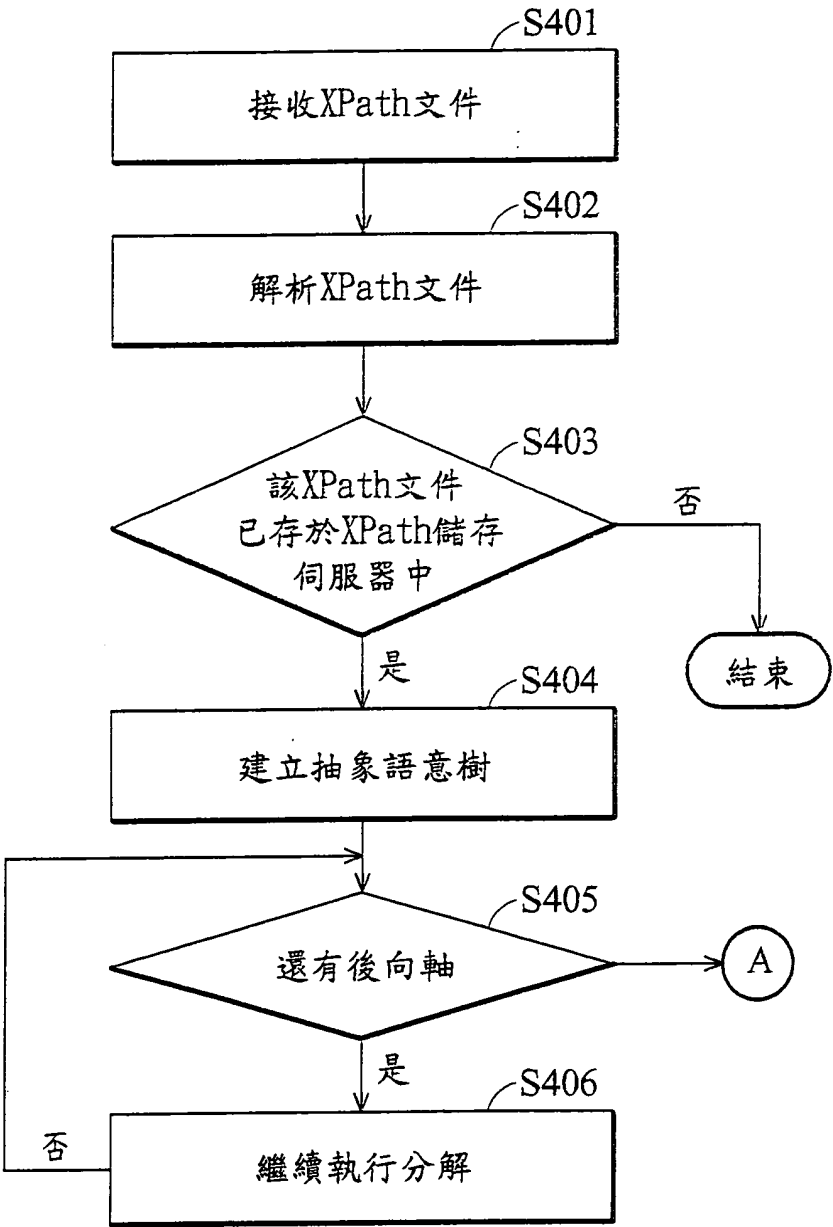 S401
接收XPath文件
S402
解析XPath文件
S403
該XPath文件
已存於XPath儲存
伺服器中
否
結束
是
S404
建立抽象語意樹
S405
還有後向軸
A
是
S406
否
繼續執行分解